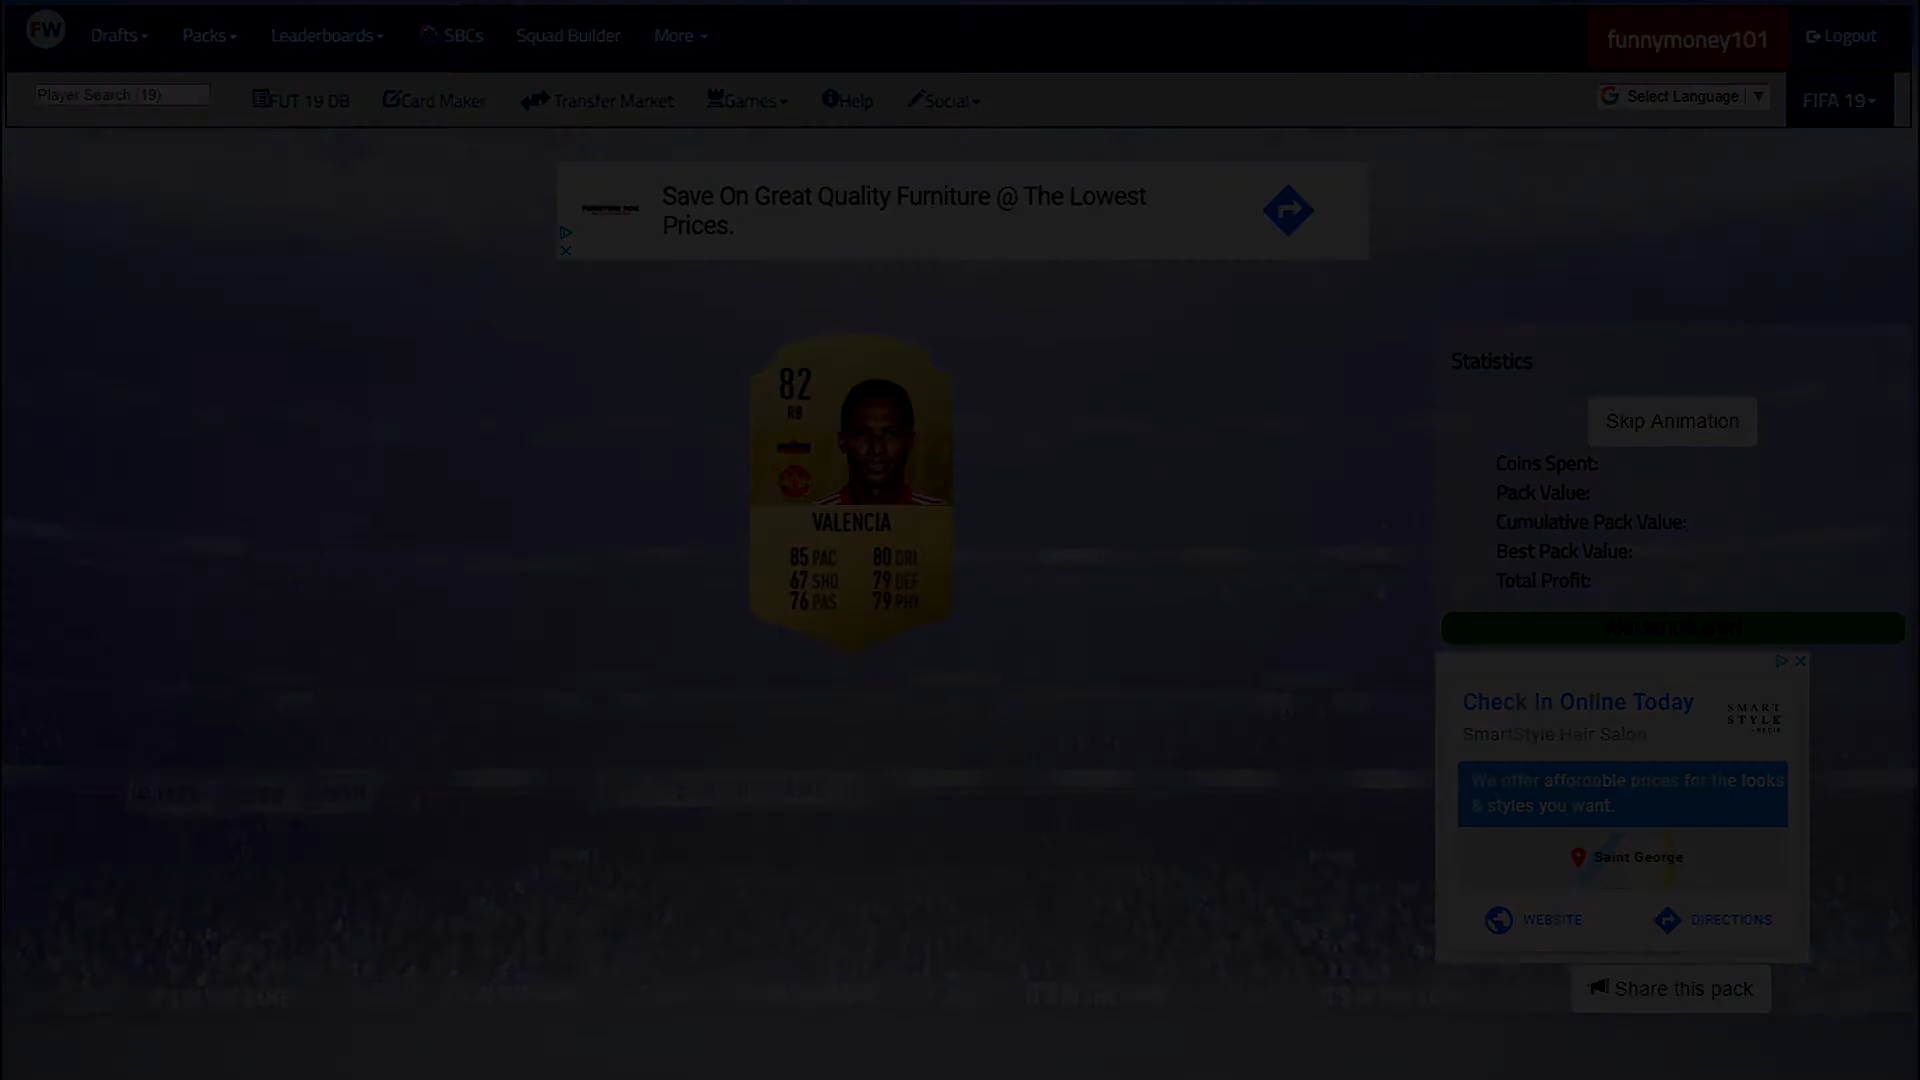 FW
Drafts
Packs
Leaderboards
SBCs
Squad Builder
More
funnymoney101
Logout
Player Search (19)
FUT 19 DB
Card Maker
Transfer Market
Games
Help
Social
Select Language
FIFA 19
Save On Great Quality Furniture @ The Lowest
Prices.
82
RB
VALENCIA
85 PAC 80 DRI
67 SHO 79 DEF
76 PAS 79 PHY
Statistics
Skip Animation
Coins Spent:
Pack Value:
Cumulative Pack Value:
Best Pack Value:
Total Profit:
Check In Online Today
SmartStyle Hair Salon
SMART
STYLE
We offer affordable prices for the looks
& styles you want.
Saint George
WEBSITE
DIRECTIONS
Share this pack